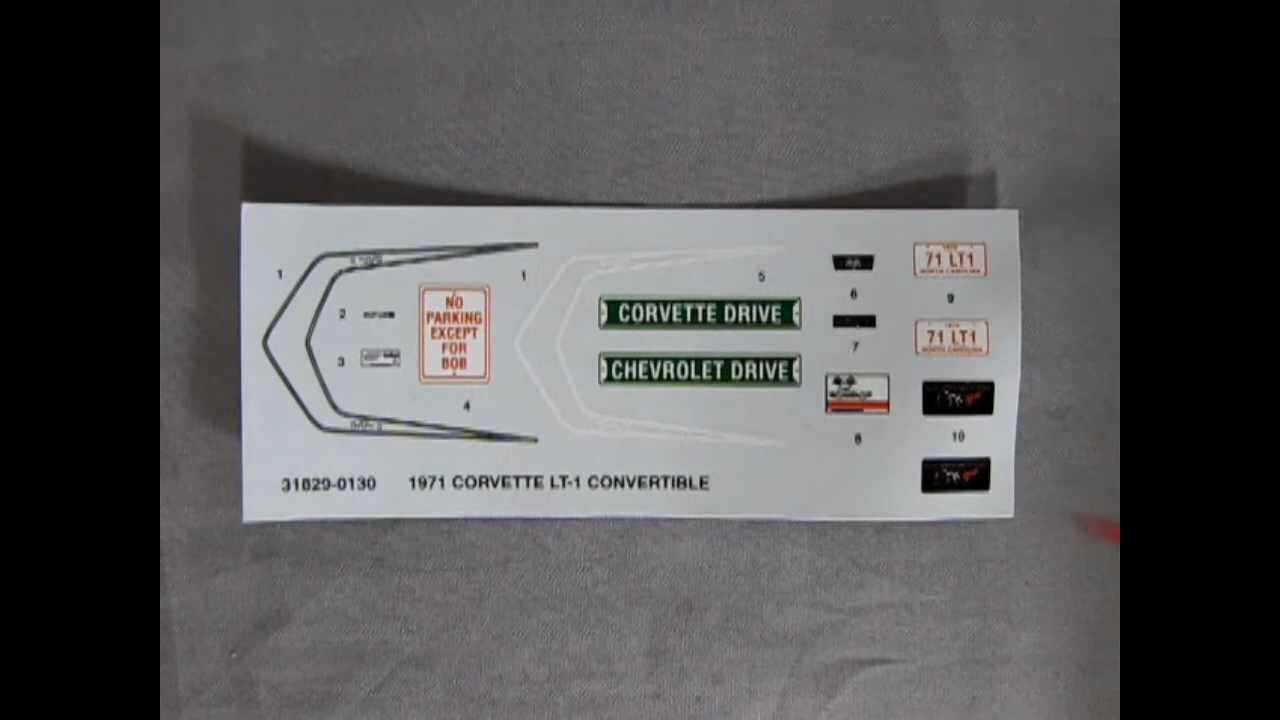 1
2
3
NO
PARKING
EXCEPT
FOR
BOB
4
1
5
CORVETTE DRIVE
CHEVROLET DRIVE
6
7
8
71 LT1
NORTH CAROLINA
9
71 LT1
NORTH CAROLINA
10
31829-0130 1971 CORVETTE LT-1 CONVERTIBLE